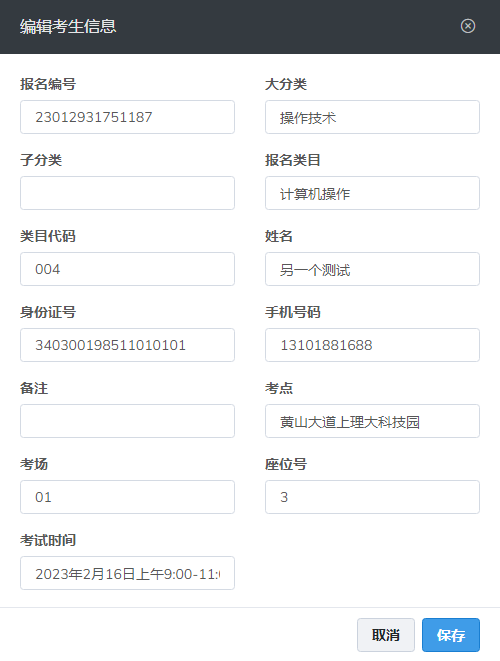 编辑考生信息
报名编号
大分类
23012931751187
操作技术
子分类
报名类目
计算机操作
类目代码
姓名
004
另一个测试
身份证号
手机号码
340300198511010101
13101881688
备注
考点
黄山大道上理大科技园
考场
座位号
01
3
考试时间
2023年2月16日上午9:00-11:
取消
保存